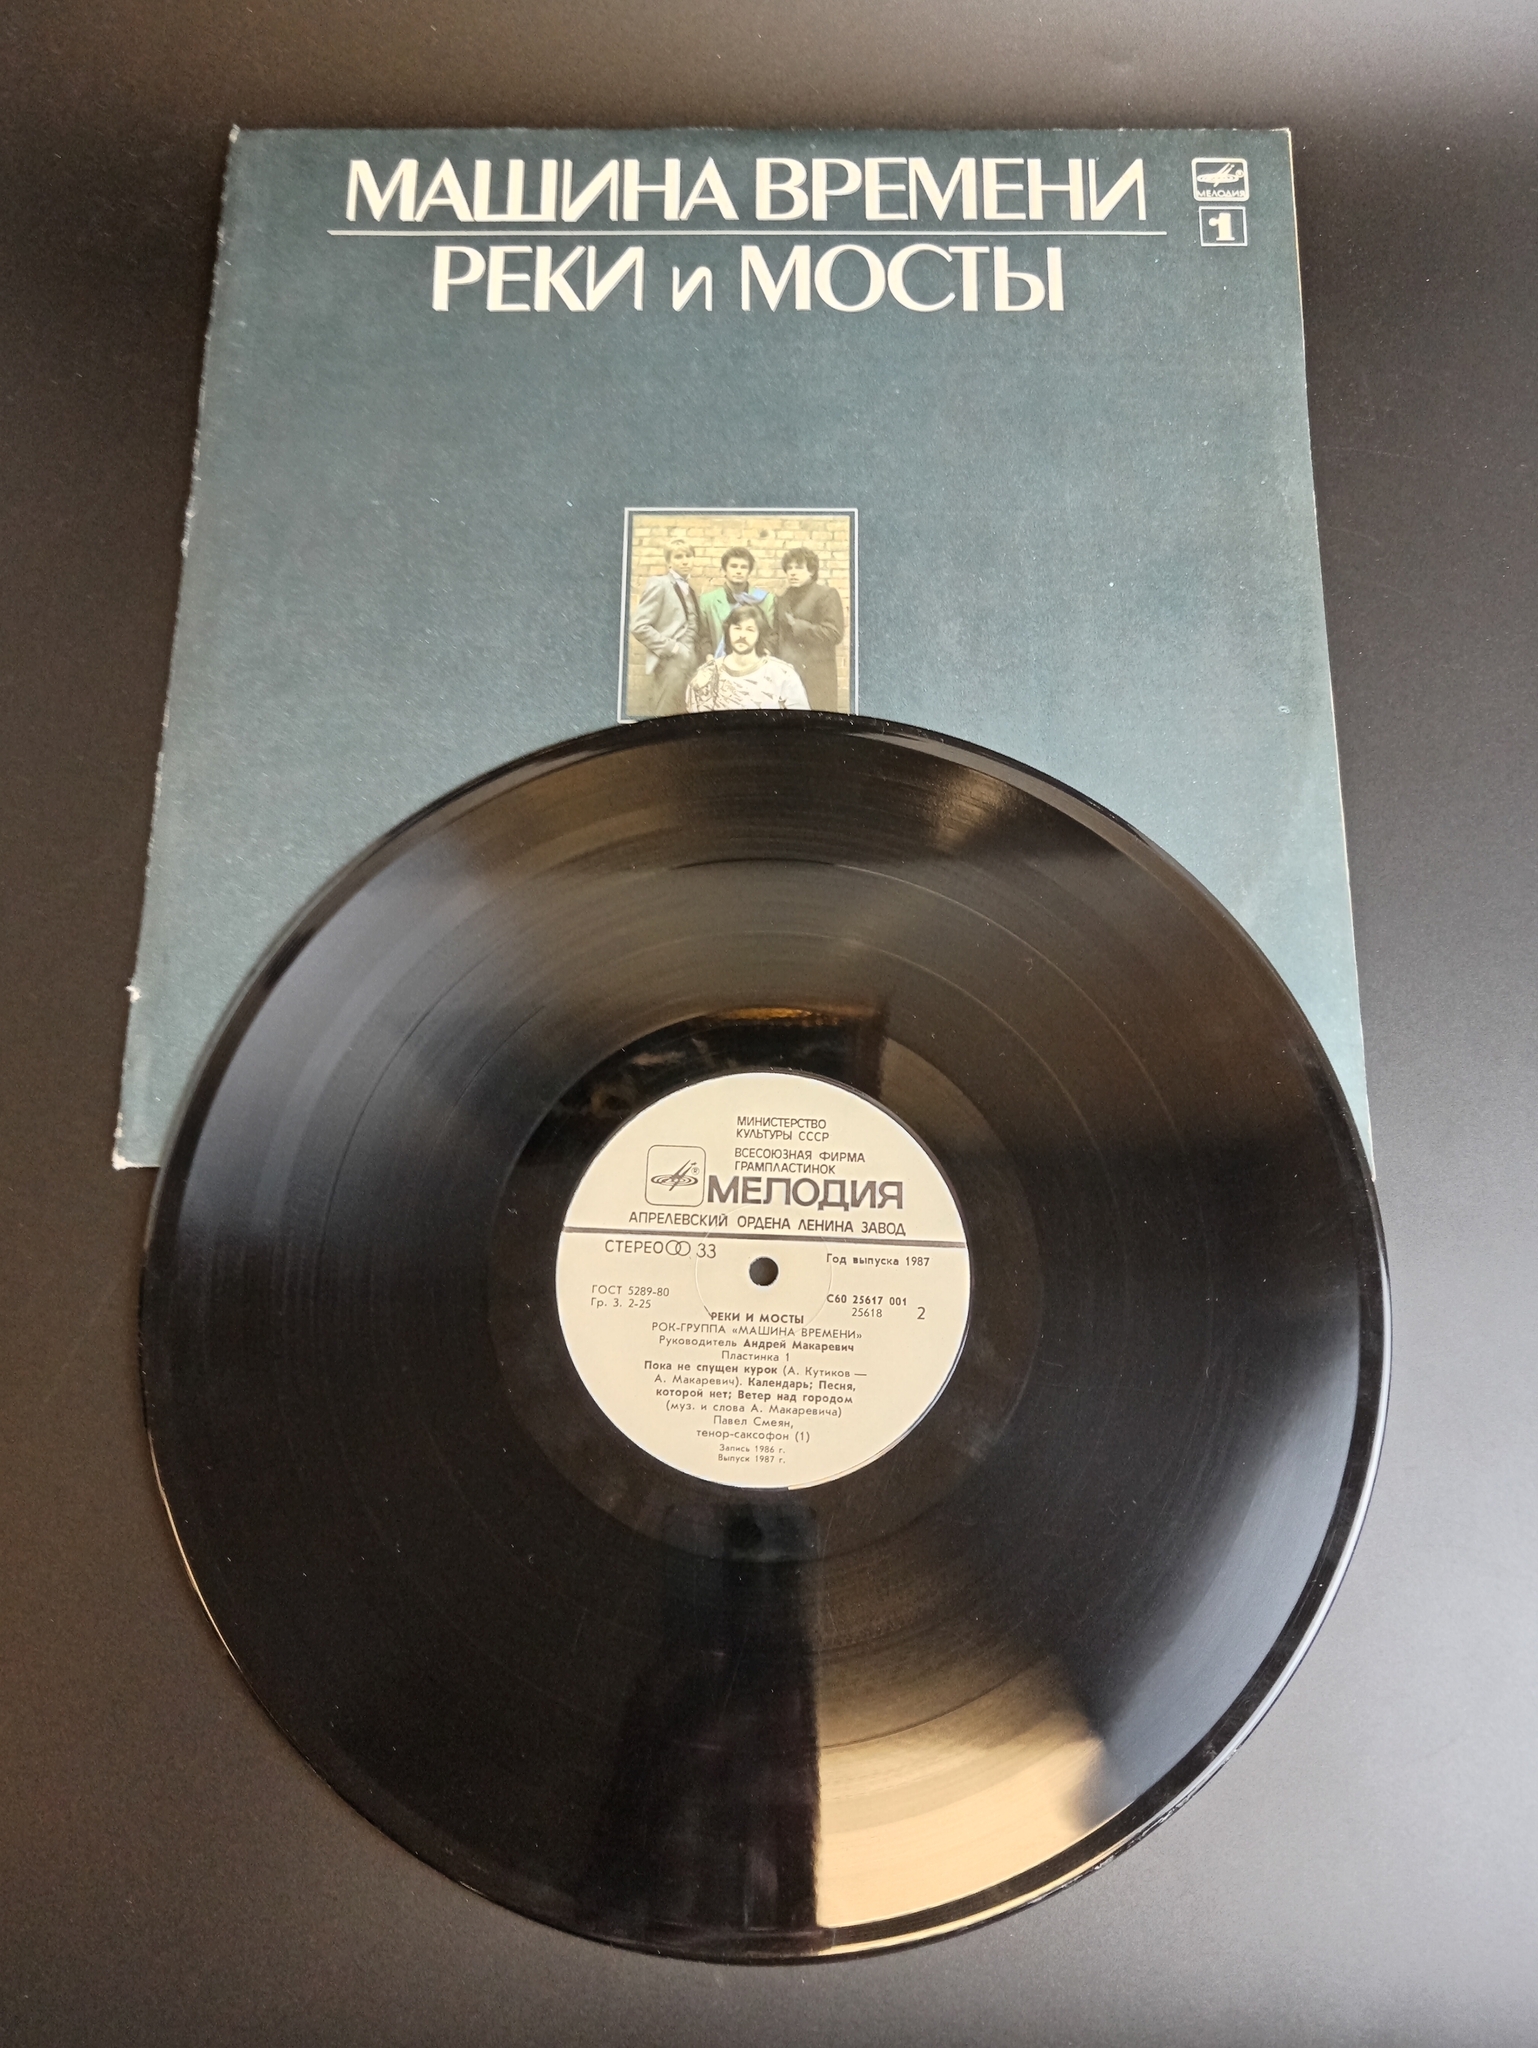 МАШИНА ВРЕМЕНИ
РЕКИ и МОСТЫ
МЕЛОДИЯ
1
МИНИСТЕРСТВО
КУЛЬТУРЫ СССР
ВСЕСОЮЗНАЯ ФИРМА
ГРАМПЛАСТИНОК
МЕЛОДИЯ
АПРЕЛЕВСКИЙ ОРДЕНА ЛЕНИНА ЗАВОД
СТЕРЕО 33
Год выпуска 1987
ГОСТ 5289-80
Гр. 3. 2-25
С60 25617 001
25618
2
РЕКИ И МОСТЫ
РОК-ГРУППА «МАШИНА ВРЕМЕНИ»
Руководитель Андрей Макаревич
Пластинка 1
Пока не спущен курок (А. Кутиков —
А. Макаревич). Календарь; Песня,
которой нет; Ветер над городом
(муз. и слова А. Макаревича)
Павел Смеян,
тенор-саксофон (1)
Запись 1986 г.
Выпуск 1987 г.